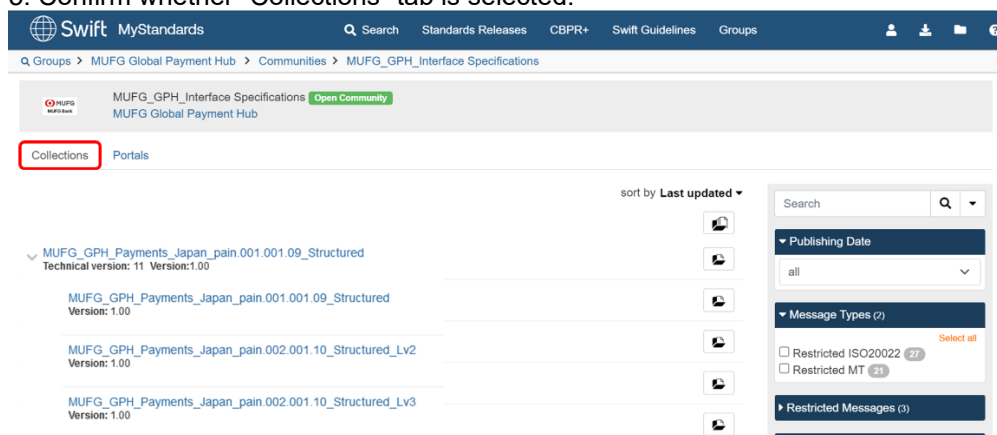 Swift MyStandards Search Standards Releases CBPR+ Swift Guidelines Groups
Groups > MUFG Global Payment Hub > Communities > MUFG_GPH_Interface Specifications
MUFG
MUFG Bank
MUFG_GPH_Interface Specifications Open Community
MUFG Global Payment Hub
Collections Portals
sort by Last updated
Search
Publishing Date
all
MUFG_GPH_Payments_Japan_pain.001.001.09_Structured
Technical version: 11 Version:1.00
MUFG_GPH_Payments_Japan_pain.001.001.09_Structured
Version: 1.00
Message Types (2)
Select all
Restricted ISO20022 27
Restricted MT 21
MUFG_GPH_Payments_Japan_pain.002.001.10_Structured_Lv2
Version: 1.00
MUFG_GPH_Payments_Japan_pain.002.001.10_Structured_Lv3
Version: 1.00
Restricted Messages (3)